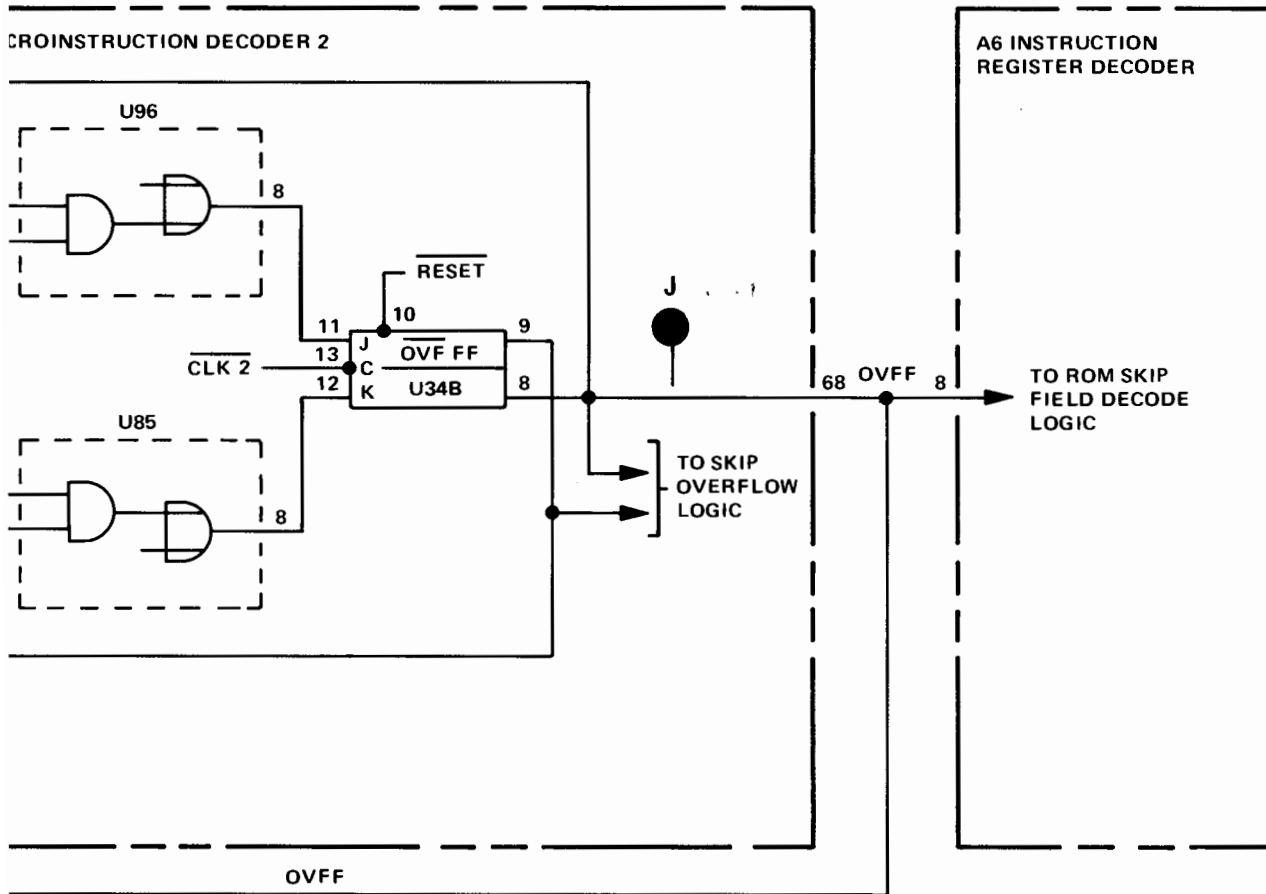 CROINSTRUCTION DECODER 2
A6 INSTRUCTION
REGISTER DECODER
U96
8
RESET
J
10
11
J
OVF FF
9
CLK 2
13
C
12
K
U34B
8
68
OVFF
8
TO ROM SKIP
FIELD DECODE
LOGIC
U85
8
TO SKIP
OVERFLOW
LOGIC
OVFF